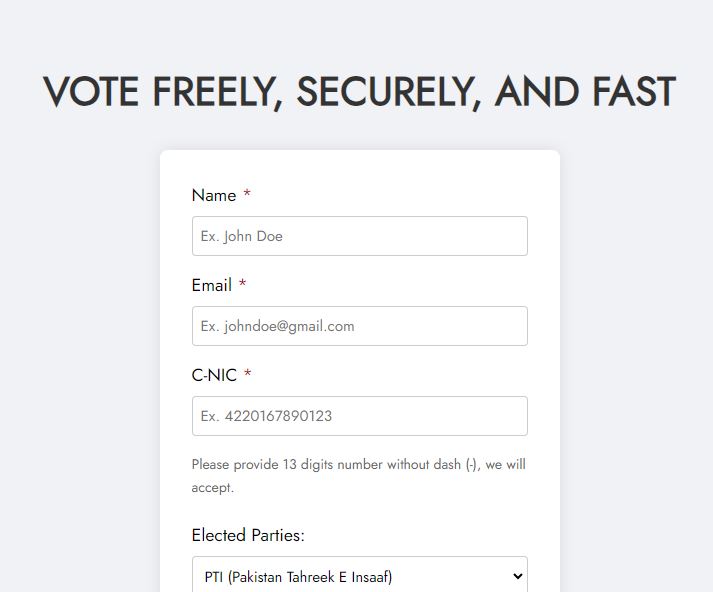 VOTE FREELY, SECURELY, AND FAST
Name *
Ex. John Doe
Email *
Ex. johndoe@gmail.com
C-NIC *
Ex. 4220167890123
Please provide 13 digits number without dash (-), we will
accept.
Elected Parties:
PTI (Pakistan Tahreek E Insaaf)